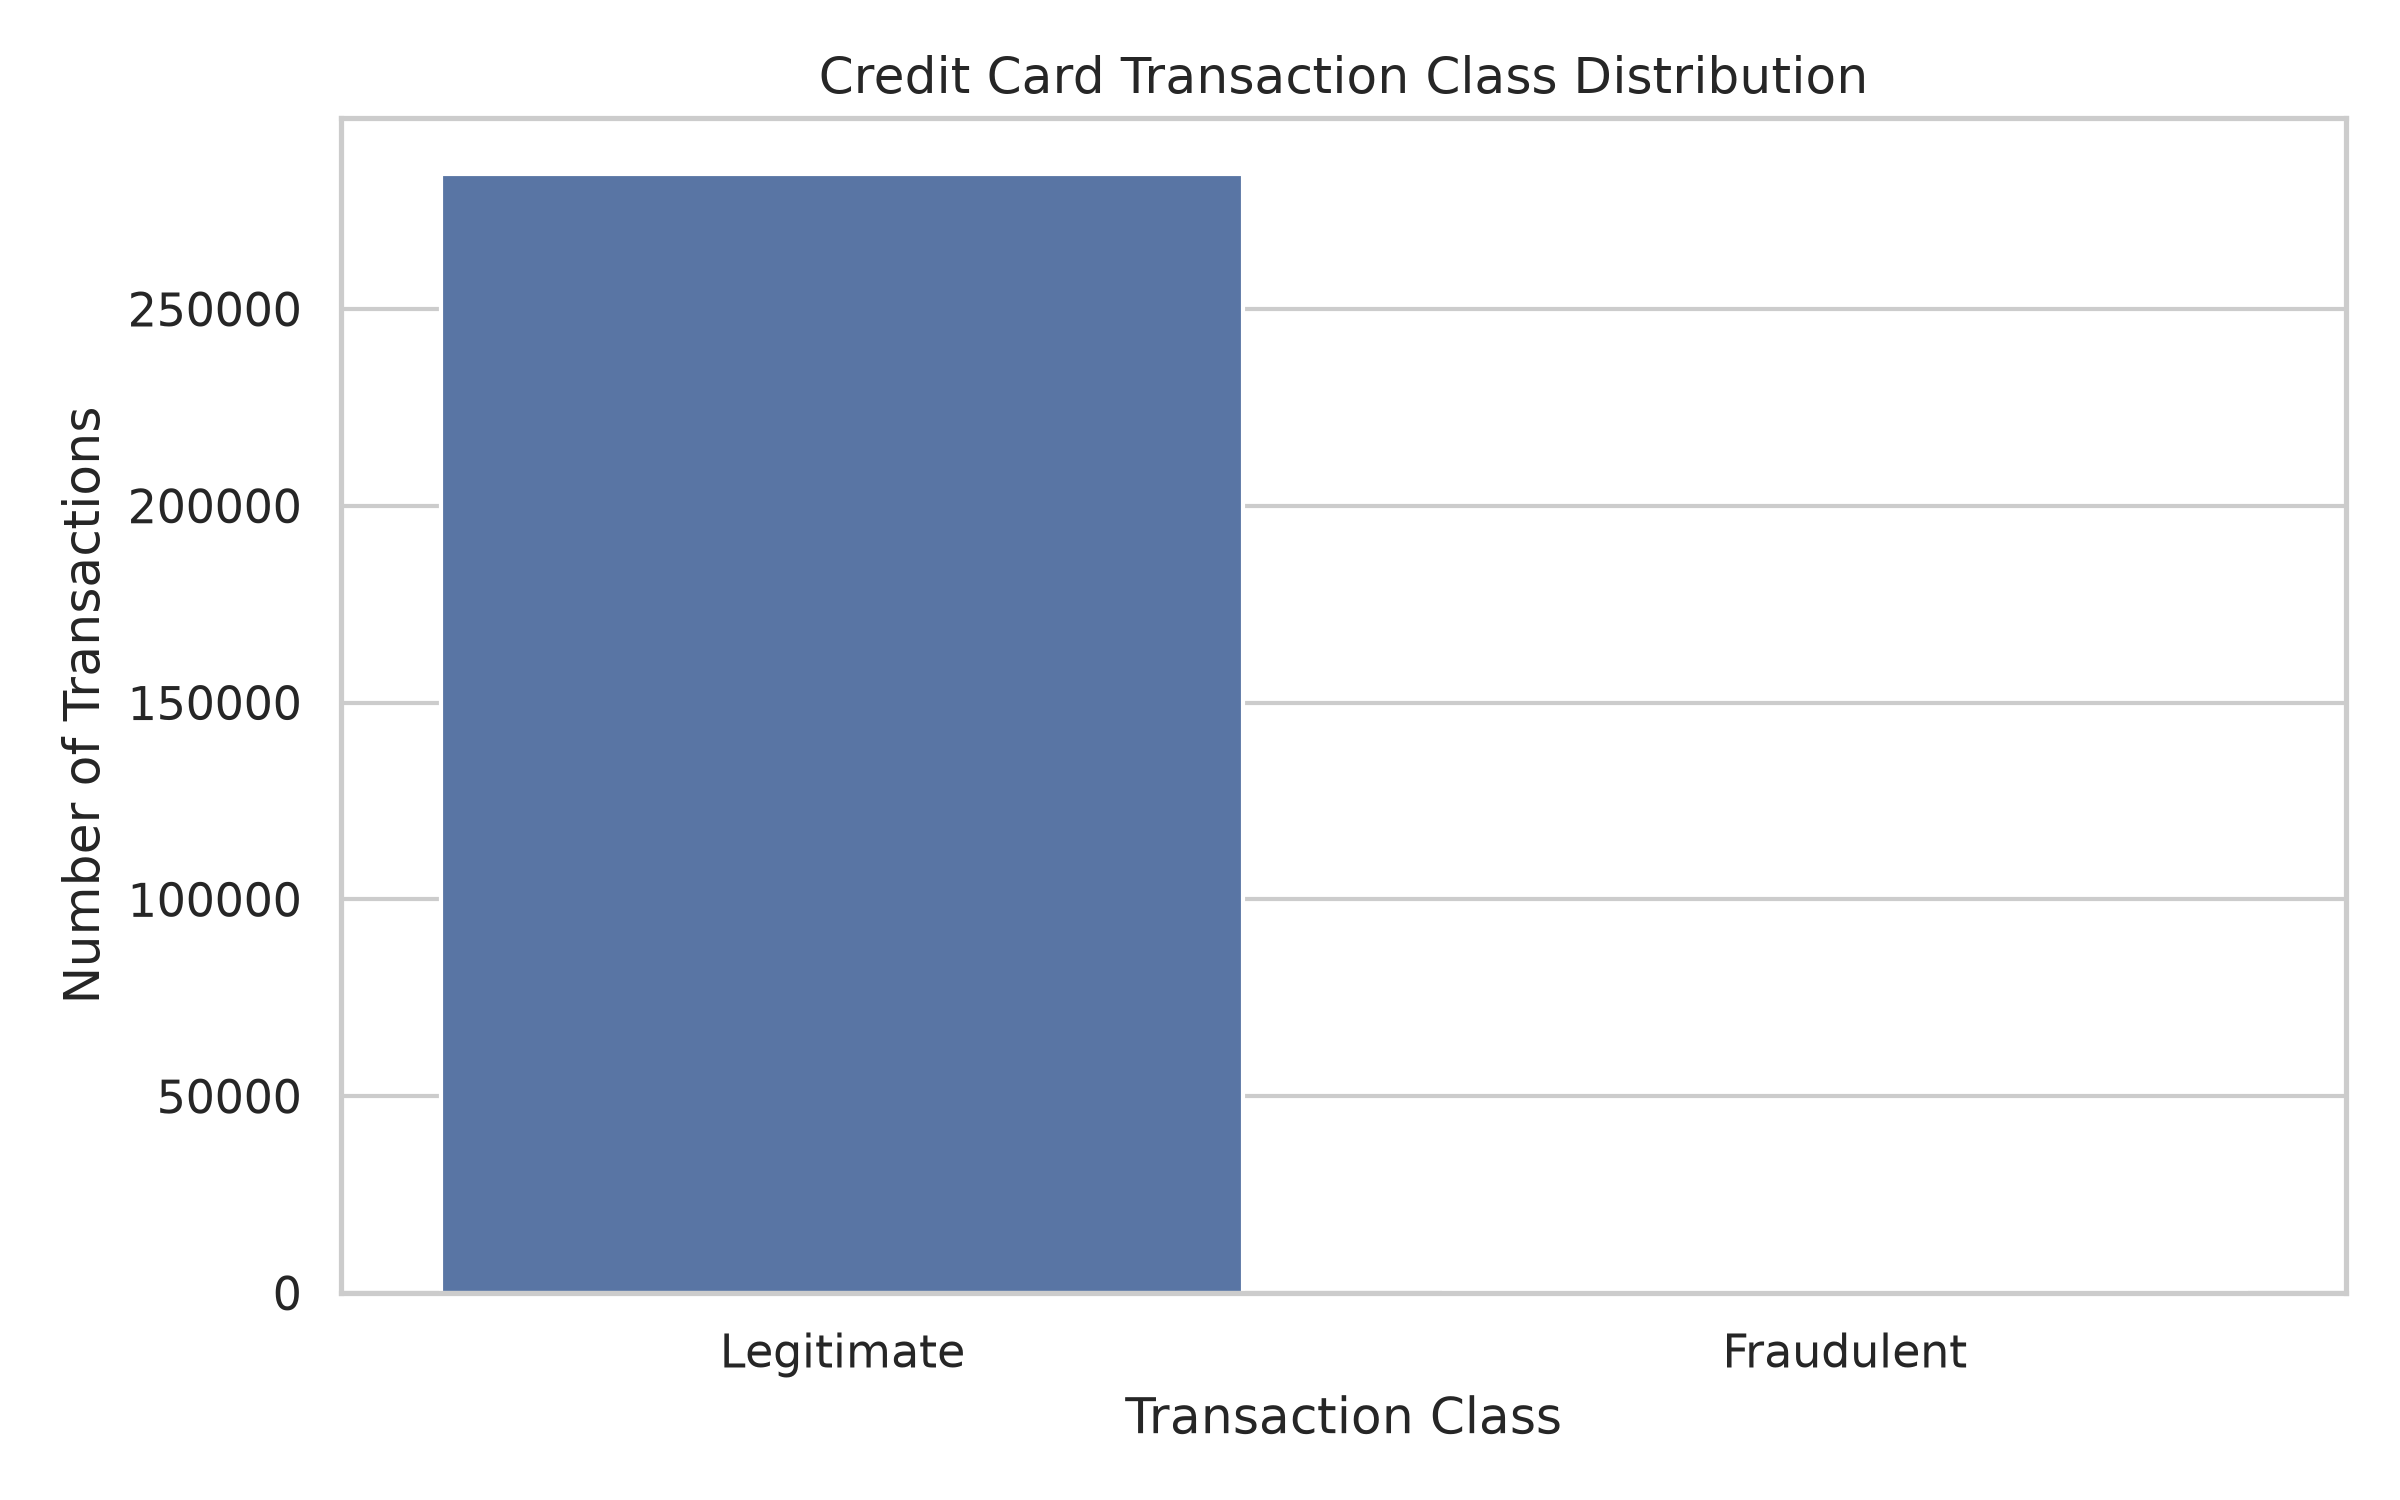 Credit Card Transaction Class Distribution
Number of Transactions
250000
200000
150000
100000
50000
0
Legitimate
Fraudulent
Transaction Class